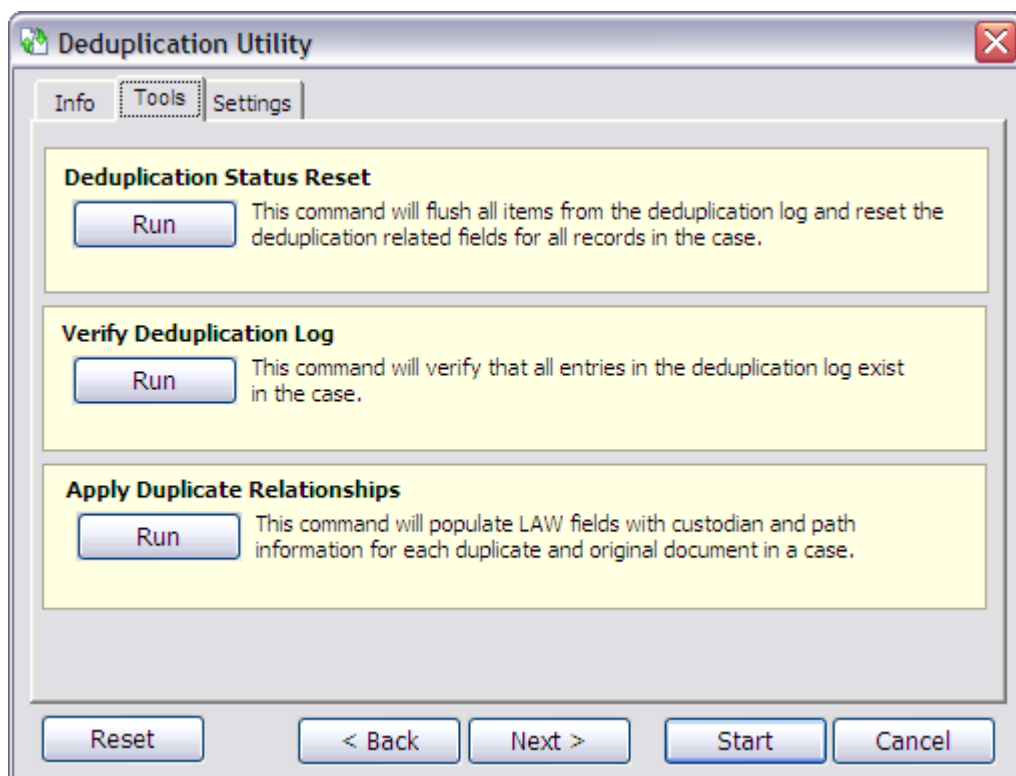 Deduplication Utility
Info Tools Settings
Deduplication Status Reset
Run
This command will flush all items from the deduplication log and reset the
deduplication related fields for all records in the case.
Verify Deduplication Log
Run
This command will verify that all entries in the deduplication log exist
in the case.
Apply Duplicate Relationships
Run
This command will populate LAW fields with custodian and path
information for each duplicate and original document in a case.
Reset < Back Next > Start Cancel